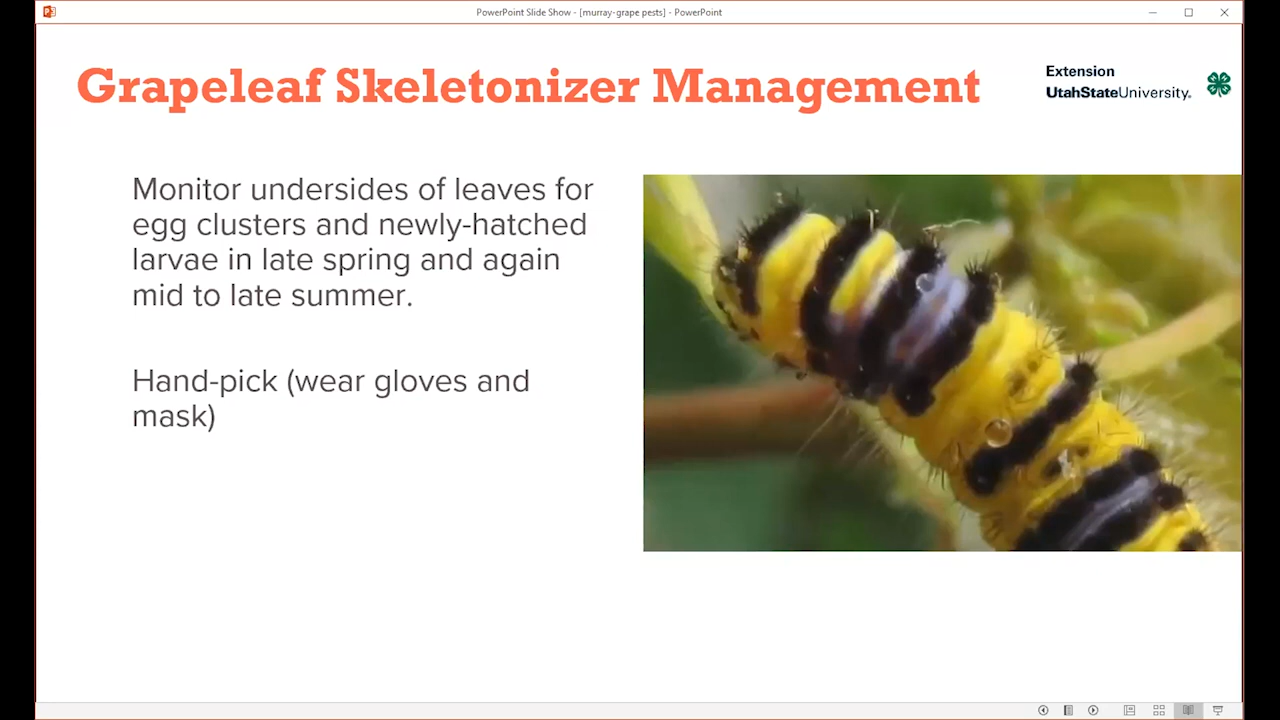 PowerPoint Slide Show - [murray-grape pests] - PowerPoint
Grapeleaf Skeletonizer Management
Extension
UtahStateUniversity.
Monitor undersides of leaves for
egg clusters and newly-hatched
larvae in late spring and again
mid to late summer.
Hand-pick (wear gloves and
mask)